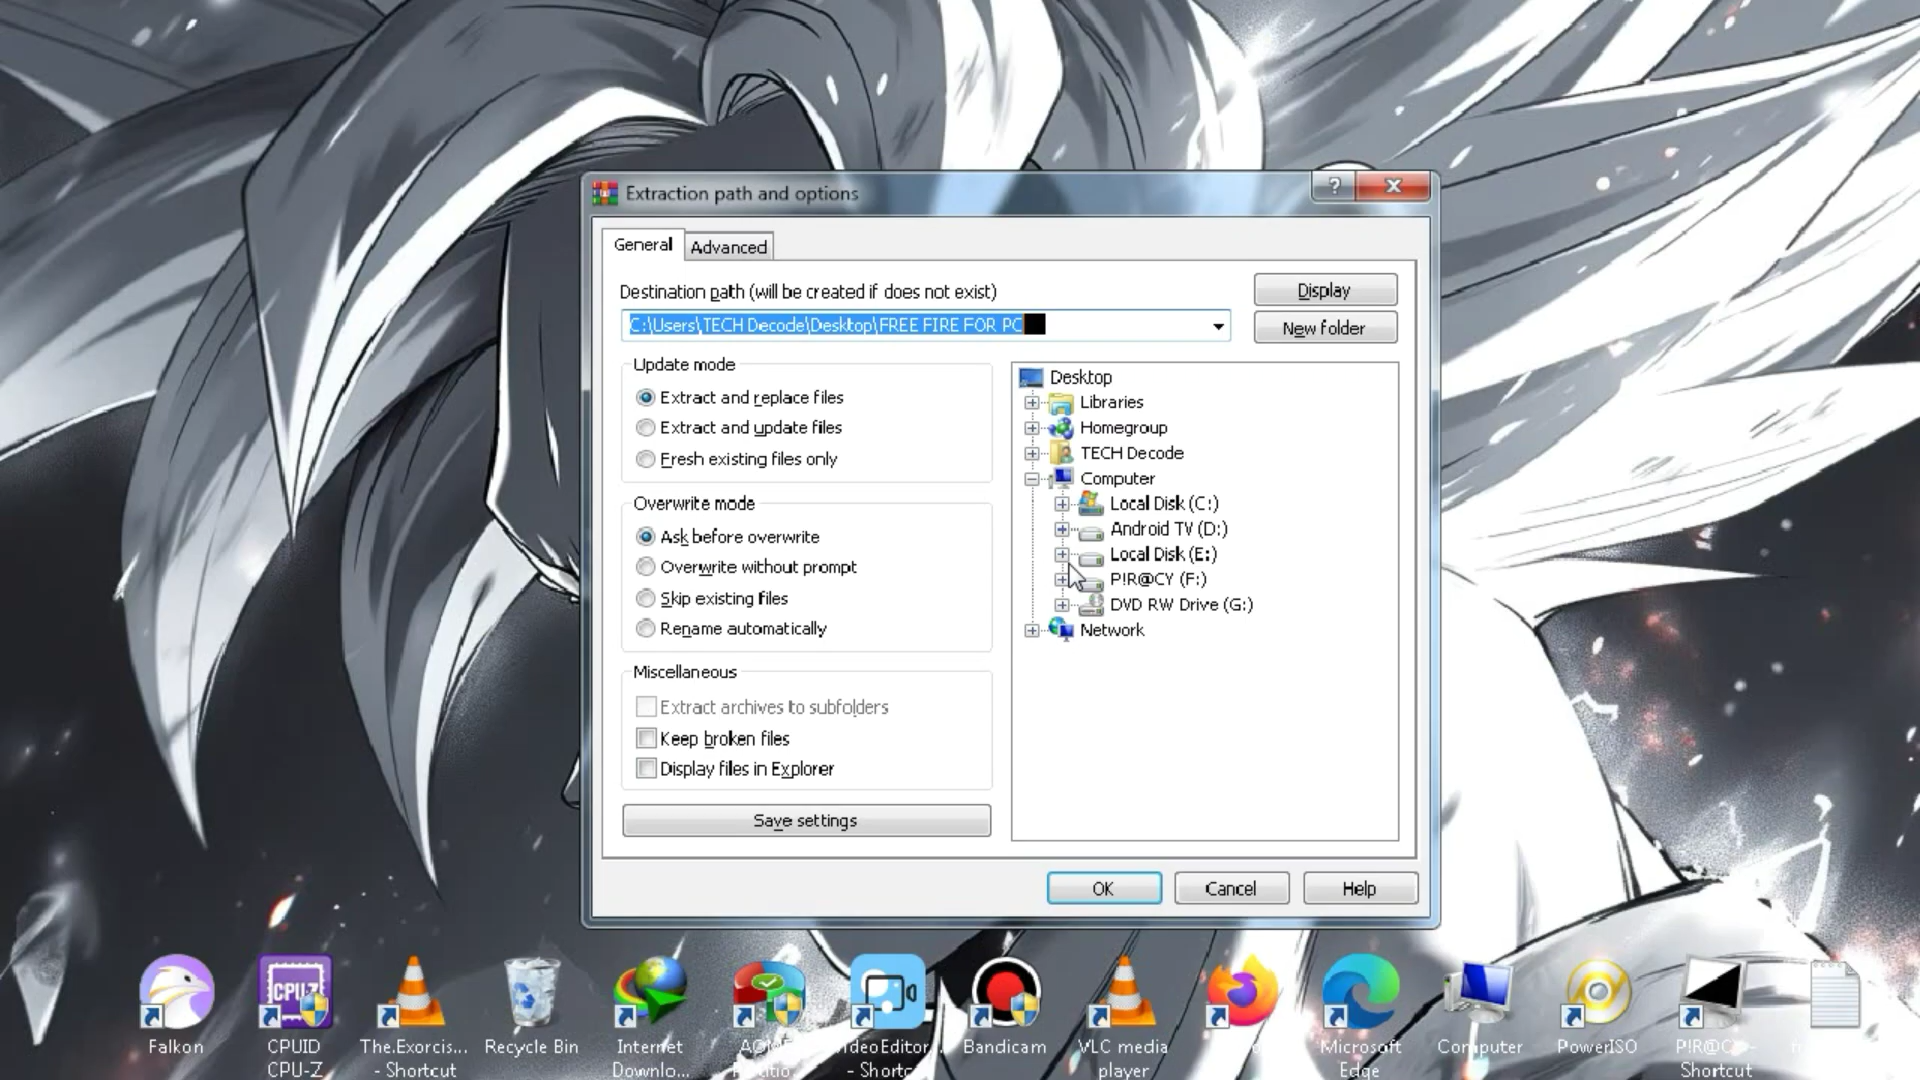 Extraction path and options
?
General
Advanced
Destination path (will be created if does not exist)
Display
C:\Users\TECH Decode\Desktop\FREE FIRE FOR PC
New folder
Update mode
Extract and replace files
Extract and update files
Fresh existing files only
Overwrite mode
Ask before overwrite
Overwrite without prompt
Skip existing files
Rename automatically
Miscellaneous
Extract archives to subfolders
Keep broken files
Display files in Explorer
Save settings
Desktop
Libraries
Homegroup
TECH Decode
Computer
Local Disk (C:)
Android TV (D:)
Local Disk (E:)
P!R@CY (F:)
DVD RW Drive (G:)
Network
OK
Cancel
Help
CPU-Z
Falkon
CPUID
CPU-Z
The.Exorcis...
- Shortcut
Recycle Bin
Internet
Downlo...
- Shortc
Bandicam
VLC media
player
Microsoft
Edge
Computer
PowerISO
Shortcut